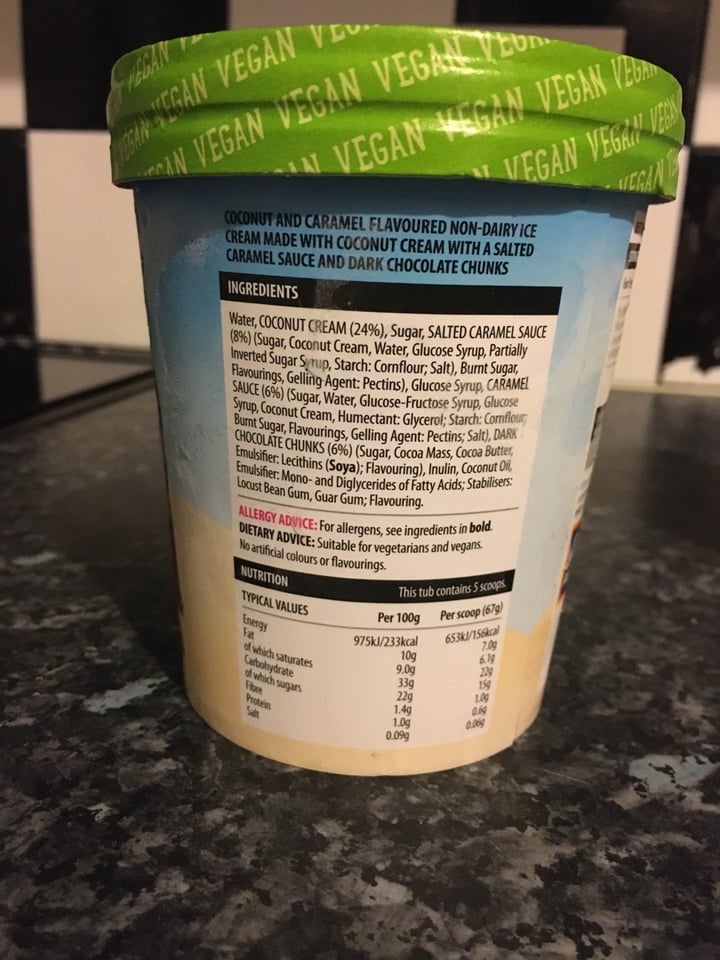 VEGAN VEGAN
VEGAN VEGAN VEGAN VEGAN VEGAN
VEGAN VEGAN VEGAN VEGAN
VEGAN VEGAN VEGAN
COCONUT AND CARAMEL FLAVOURED NON-DAIRY ICE
CREAM MADE WITH COCONUT CREAM WITH A SALTED
CARAMEL SAUCE AND DARK CHOCOLATE CHUNKS
INGREDIENTS
Water, COCONUT CREAM (24%), Sugar, SALTED CARAMEL SAUCE
(8%) (Sugar, Coconut Cream, Water, Glucose Syrup, Partially
Inverted Sugar Syrup, Starch: Cornflour; Salt), Burnt Sugar,
Flavourings, Gelling Agent: Pectins), Glucose Syrup, CARAMEL
SAUCE (6%) (Sugar, Water, Glucose-Fructose Syrup, Glucose
Syrup, Coconut Cream, Humectant: Glycerol; Starch: Cornflour;
Burnt Sugar, Flavourings, Gelling Agent: Pectins; Salt), DARK
CHOCOLATE CHUNKS (6%) (Sugar, Cocoa Mass, Cocoa Butter,
Emulsifier: Lecithins (Soya); Flavouring), Inulin, Coconut Oil,
Emulsifier: Mono- and Diglycerides of Fatty Acids; Stabilisers:
Locust Bean Gum, Guar Gum; Flavouring.
ALLERGY ADVICE: For allergens, see ingredients in bold.
DIETARY ADVICE: Suitable for vegetarians and vegans.
No artificial colours or flavourings.
NUTRITION This tub contains 5 scoops.
TYPICAL VALUES Per 100g Per scoop (67g)
Energy 975kJ/233kcal 653kJ/156kcal
Fat 10g 7.0g
of which saturates 9.0g 6.1g
Carbohydrate 33g 22g
of which sugars 22g 15g
Fibre 1.4g 1.0g
Protein 1.0g 0.6g
Salt 0.09g 0.06g